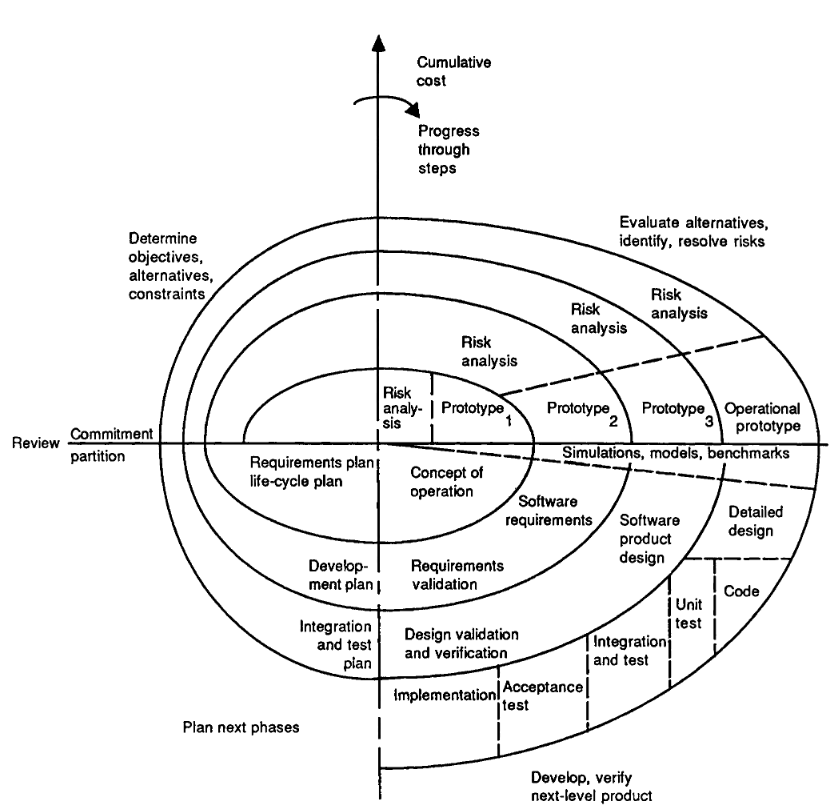 Cumulative
cost
Progress
through
steps
Determine
objectives,
alternatives,
constraints
Evaluate alternatives,
identify, resolve risks
Risk
analysis
Risk
analysis
Risk
analysis
Risk
analy-
sis
Prototype 1
Prototype 2
Prototype 3
Operational
prototype
Review
Commitment
partition
Simulations, models, benchmarks
Requirements plan
life-cycle plan
Concept of
operation
Software
requirements
Software
product
design
Detailed
design
Develop-
ment plan
Requirements
validation
Code
Unit
test
Integration
and test
plan
Design validation
and verification
Integration
and test
Implementation
Acceptance
test
Plan next phases
Develop, verify
next-level product